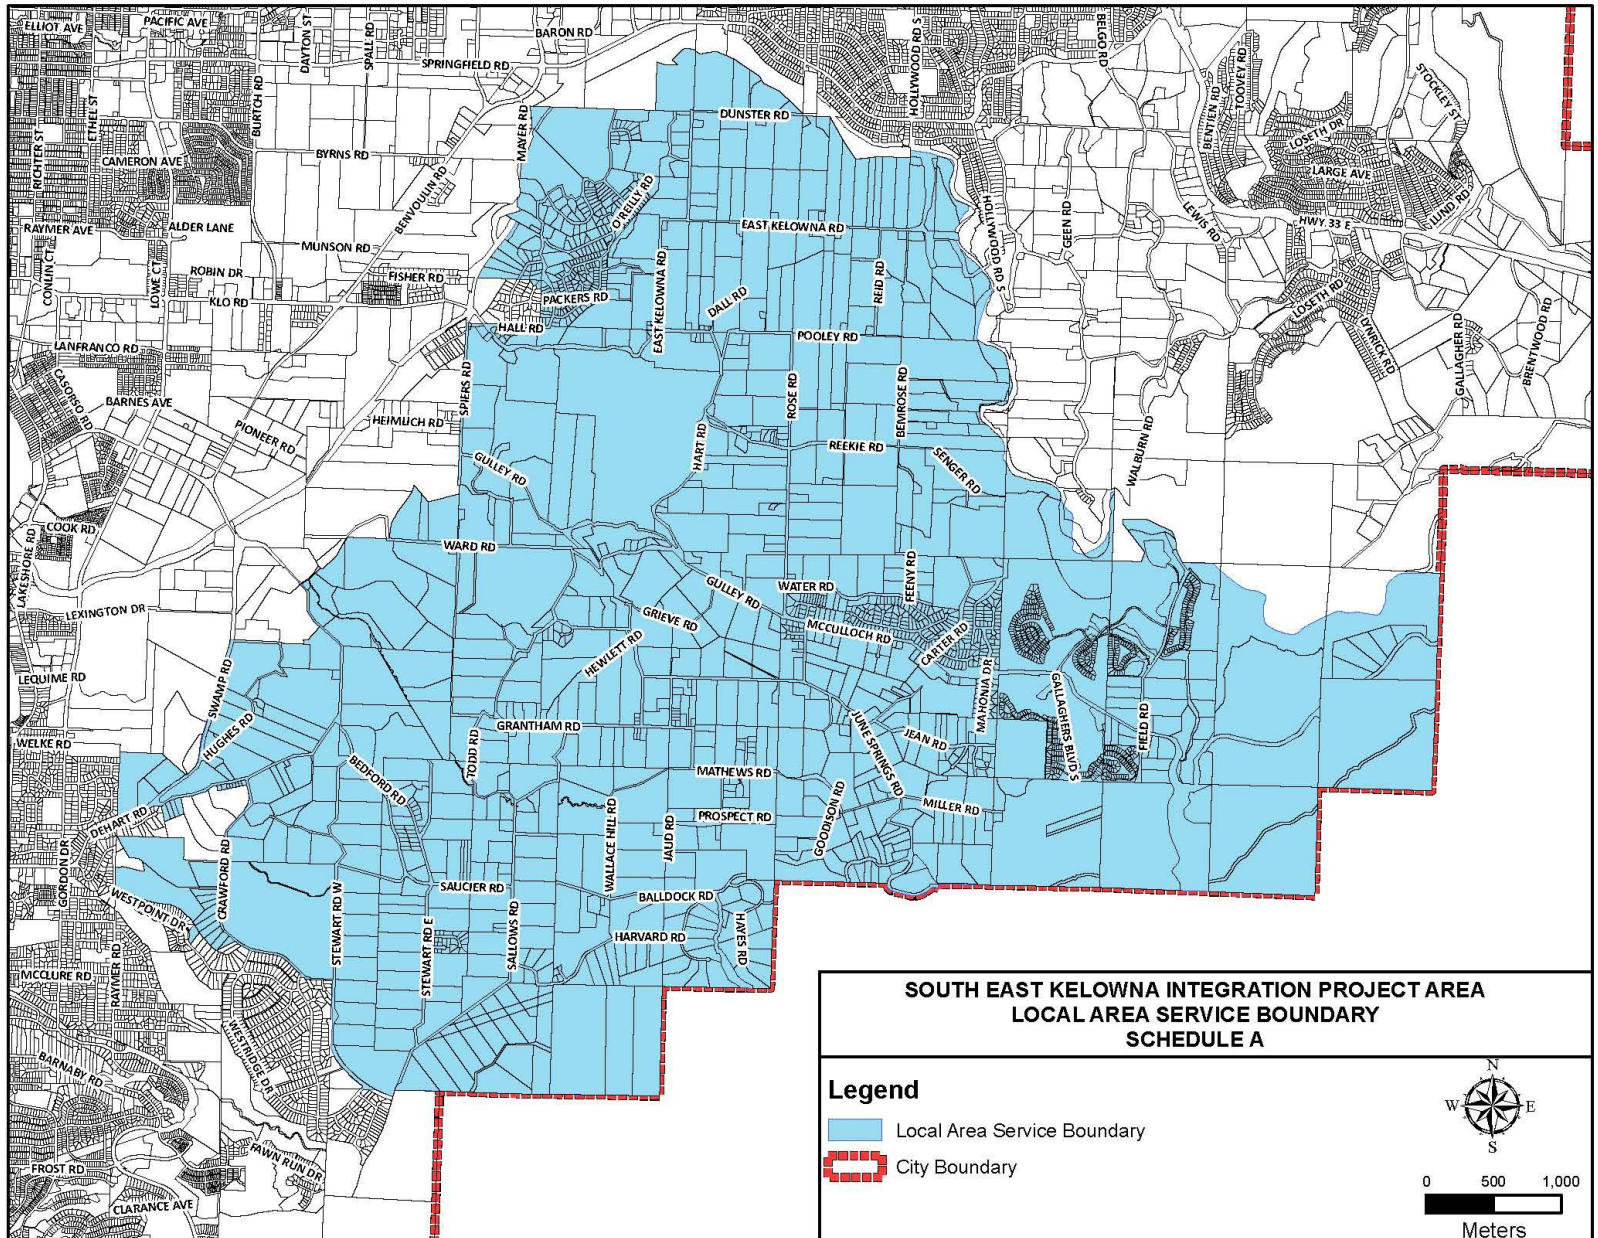 ELLIOT AVE
PACIFIC AVE
DAYTON ST
SPALL RD
BARON RD
SPRINGFIELD RD
HOLLYWOOD RD S
BELGO RD
STOCKLEY ST
BENTIEN RD
TOOVEY RD
ETHEL ST
BURTCH RD
RICHTER ST
CAMERON AVE
BYRNS RD
MAYER RD
DUNSTER RD
LOSETH DR
LARGE AVE
LUND RD
HWY 33 E
LEWIS RD
GEEN RD
HOLLYWOOD RD S
O'REILLY RD
EAST KELOWNA RD
RAYMER AVE
ALDER LANE
BENVOULIN RD
MUNSON RD
ROBIN DR
FISHER RD
CONLIN CT
LOWE CT
KLO RD
PACKERS RD
HALL RD
EAST KELOWNA RD
DALL RD
REID RD
POOLEY RD
LOSETH RD
LYNRICK RD
GALLAGHER RD
BRENTWOOD RD
LANFRANCO RD
CASORSO RD
BARNES AVE
PIONEER RD
HEIMLICH RD
SPIERS RD
ROSE RD
BEMROSE RD
HART RD
REEKIE RD
SENGER RD
WALBURN RD
GULLEY RD
COOK RD
LAKESHORE RD
WARD RD
GULLEY RD
WATER RD
FEENY RD
LEXINGTON DR
GRIEVE RD
MCCULLOCH RD
CARTER RD
HEWLETT RD
LEQUIME RD
SWAMP RD
HUGHES RD
MAHONIA DR
GALLAGHERS BLVD S
FIELD RD
WELKE RD
GRANTHAM RD
TODD RD
JUNE SPRINGS RD
JEAN RD
BEDFORD RD
MATHEWS RD
PROSPECT RD
GOODISON RD
MILLER RD
WALLACE HILL RD
JAUD RD
DEHART RD
GORDON DR
CRAWFORD RD
WESTPOINT DR
SAUCIER RD
BALLDOCK RD
STEWART RD W
STEWART RD E
SALLOWS RD
HARVARD RD
HAYES RD
MCCLURE RD
RAYMER RD
WESTRIDGE DR
BARNABY RD
FAWN RUN DR
FROST RD
CLARANCE AVE
SOUTH EAST KELOWNA INTEGRATION PROJECT AREA
LOCAL AREA SERVICE BOUNDARY
SCHEDULE A
Legend
Local Area Service Boundary
City Boundary
N
W E
S
0 500 1,000
Meters